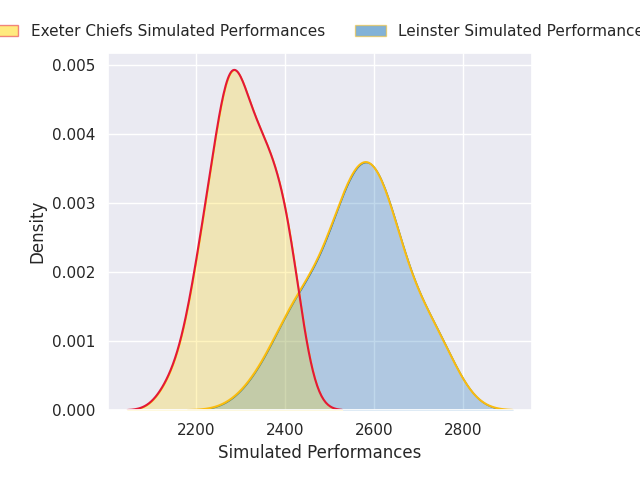 Exeter Chiefs Simulated Performances
Leinster Simulated Performance
0.005
0.004
0.003
0.002
0.001
0.000
Density
2200
2400
2600
2800
Simulated Performances